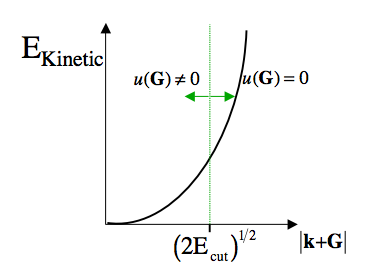 E_Kinetic
u(G) ≠ 0
u(G) = 0
(2E_cut)^1/2
|k+G|